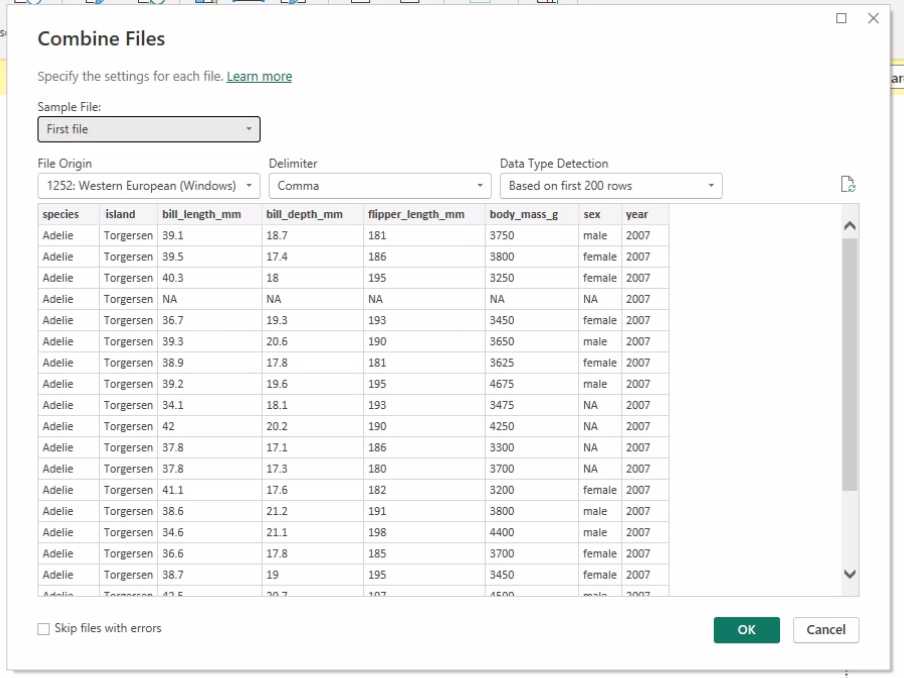 Combine Files
Specify the settings for each file. Learn more
Sample File:
First file
File Origin Delimiter Data Type Detection
1252: Western European (Windows) Comma Based on first 200 rows
species island bill_length_mm bill_depth_mm flipper_length_mm body_mass_g sex year
Adelie Torgersen 39.1 18.7 181 3750 male 2007
Adelie Torgersen 39.5 17.4 186 3800 female 2007
Adelie Torgersen 40.3 18 195 3250 female 2007
Adelie Torgersen NA NA NA NA NA 2007
Adelie Torgersen 36.7 19.3 193 3450 female 2007
Adelie Torgersen 39.3 20.6 190 3650 male 2007
Adelie Torgersen 38.9 17.8 181 3625 female 2007
Adelie Torgersen 39.2 19.6 195 4675 male 2007
Adelie Torgersen 34.1 18.1 193 3475 NA 2007
Adelie Torgersen 42 20.2 190 4250 NA 2007
Adelie Torgersen 37.8 17.1 186 3300 NA 2007
Adelie Torgersen 37.8 17.3 180 3700 NA 2007
Adelie Torgersen 41.1 17.6 182 3200 female 2007
Adelie Torgersen 38.6 21.2 191 3800 male 2007
Adelie Torgersen 34.6 21.1 198 4400 male 2007
Adelie Torgersen 36.6 17.8 185 3700 female 2007
Adelie Torgersen 38.7 19 195 3450 female 2007
Adelie Torgersen 42.5 20.7 197 4500 male 2007
Skip files with errors
OK Cancel